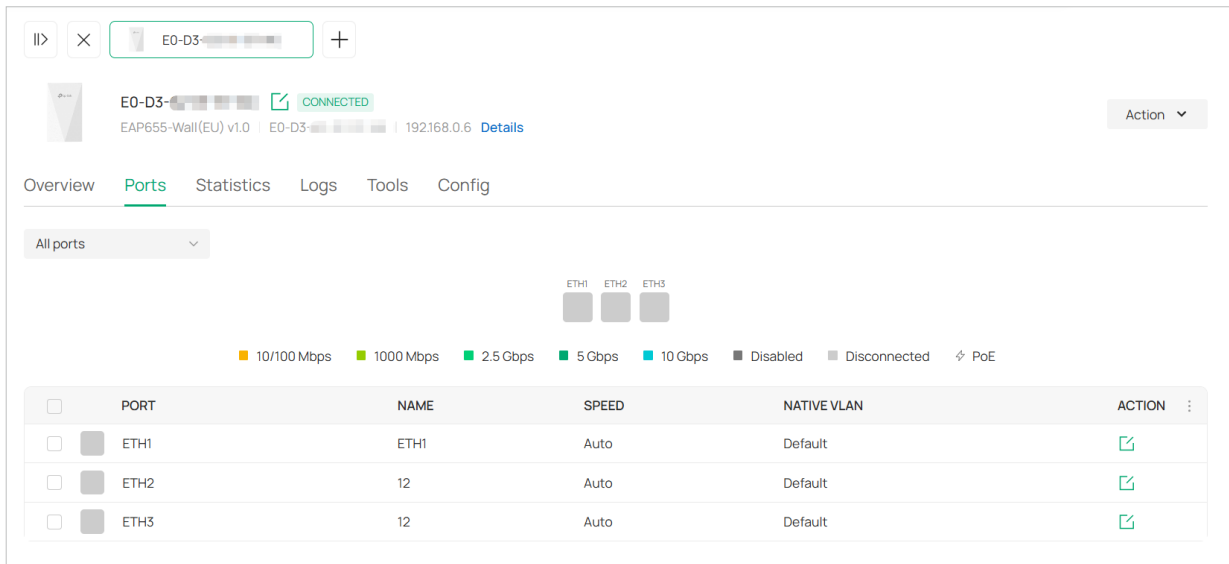 E0-D3-
E0-D3- CONNECTED
EAP655-Wall(EU) v1.0 E0-D3- 192.168.0.6 Details
Action
Overview Ports Statistics Logs Tools Config
All ports
ETH1 ETH2 ETH3
10/100 Mbps 1000 Mbps 2.5 Gbps 5 Gbps 10 Gbps Disabled Disconnected PoE
PORT NAME SPEED NATIVE VLAN ACTION
ETH1 ETH1 Auto Default
ETH2 12 Auto Default
ETH3 12 Auto Default